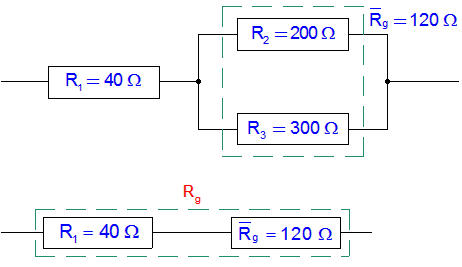 R₂ = 200 Ω
R̅g = 120 Ω
R₁ = 40 Ω
R₃ = 300 Ω
Rg
R₁ = 40 Ω
R̅g = 120 Ω